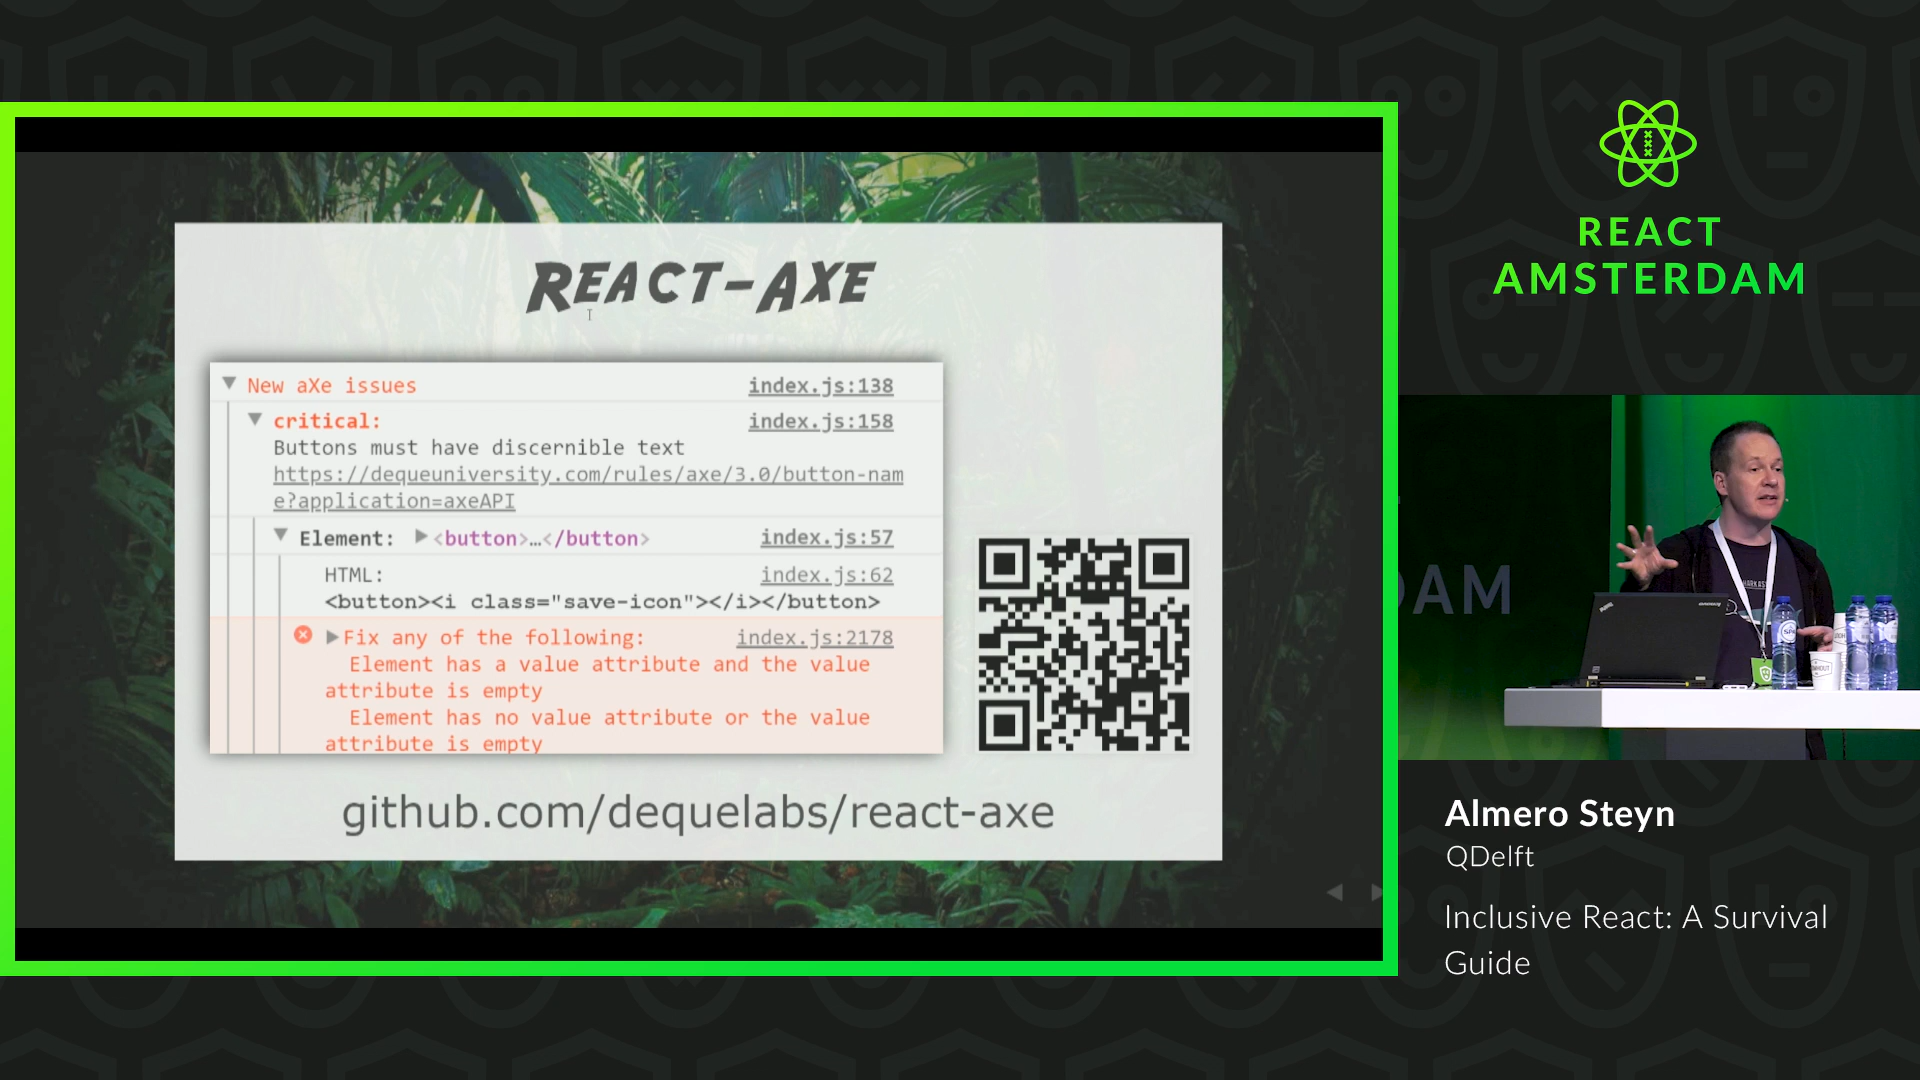 REACT-AXE
New aXe issues index.js:138
critical: index.js:158
Buttons must have discernible text
https://dequeuniversity.com/rules/axe/3.0/button-nam
e?application=axeAPI
Element: <button>…</button> index.js:57
HTML: index.js:62
<button><i class="save-icon"></i></button>
Fix any of the following: index.js:2178
Element has a value attribute and the value
attribute is empty
Element has no value attribute or the value
attribute is empty
github.com/dequelabs/react-axe
REACT
AMSTERDAM
DAM
Almero Steyn
QDelft
Inclusive React: A Survival
Guide